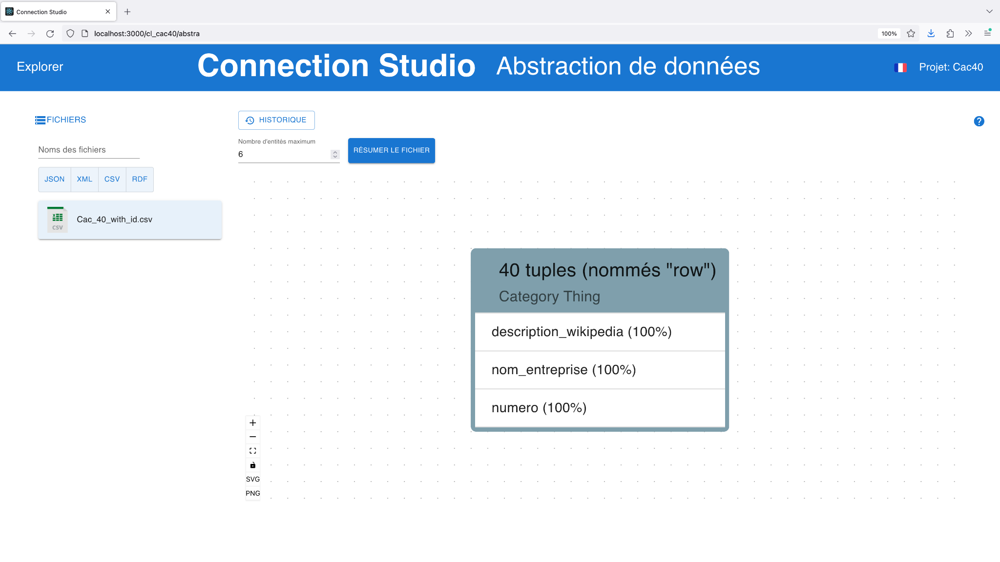 Connection Studio
localhost:3000/cl_cac40/abstra
100%
Explorer
Connection Studio Abstraction de données
Projet: Cac40
FICHIERS
Noms des fichiers
JSON XML CSV RDF
CSV
Cac_40_with_id.csv
HISTORIQUE
Nombre d'entités maximum
6
RÉSUMER LE FICHIER
40 tuples (nommés "row")
Category Thing
description_wikipedia (100%)
nom_entreprise (100%)
numero (100%)
SVG
PNG